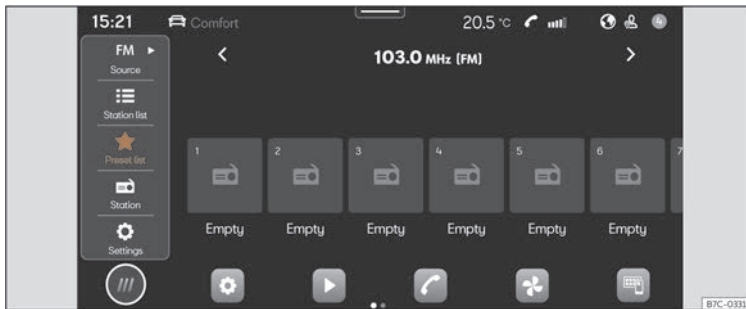 15:21 Comfort 20.5 °C 4
FM
Source
103.0 MHz (FM)
Station list
Preset list
1 2 3 4 5 6 7
Station
Empty Empty Empty Empty Empty Empty
Settings
B7C-0331